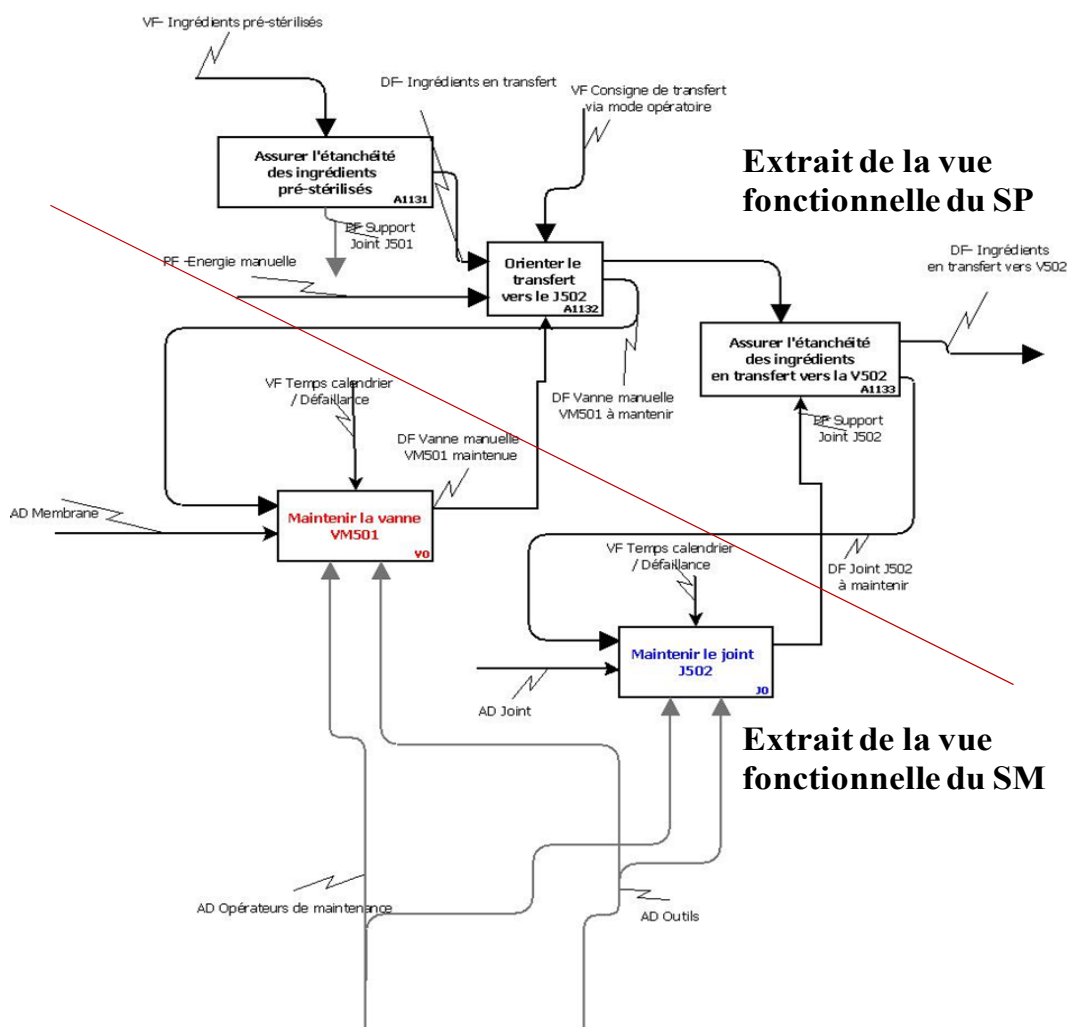 VF- Ingrédients pré-stérilisés
DF- Ingrédients en transfert
VF Consigne de transfert
via mode opératoire
Assurer l'étanchéité
des ingrédients
pré-stérilisés
A1131
Extrait de la vue
fonctionnelle du SP
PF Support
Joint J501
PF -Energie manuelle
Orienter le
transfert
vers le J502
A1132
DF- Ingrédients
en transfert vers V502
Assurer l'étanchéité
des ingrédients
en transfert vers la V502
A1133
VF Temps calendrier
/ Défaillance
DF Vanne manuelle
VM501 à mantenir
DF Vanne manuelle
VM501 maintenue
PF Support
Joint J502
AD Membrane
Maintenir la vanne
VM501
V0
VF Temps calendrier
/ Défaillance
DF Joint J502
à maintenir
Maintenir le joint
J502
J0
AD Joint
Extrait de la vue
fonctionnelle du SM
AD Opérateurs de maintenance
AD Outils